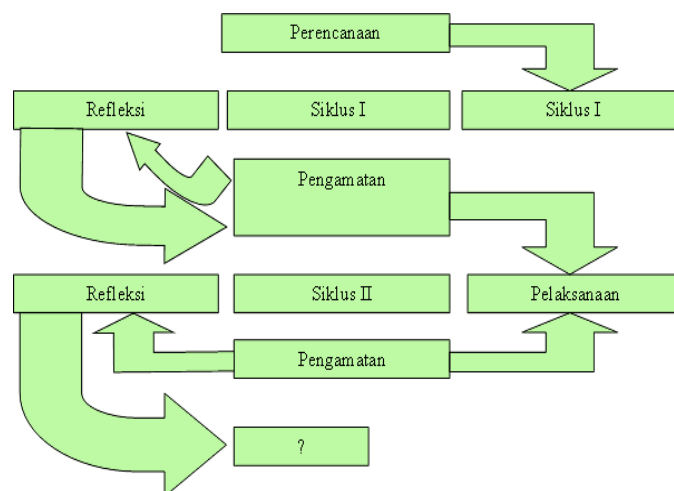 Perencanaan
Refleksi
Siklus I
Siklus I
Pengamatan
Refleksi
Siklus II
Pelaksanaan
Pengamatan
?